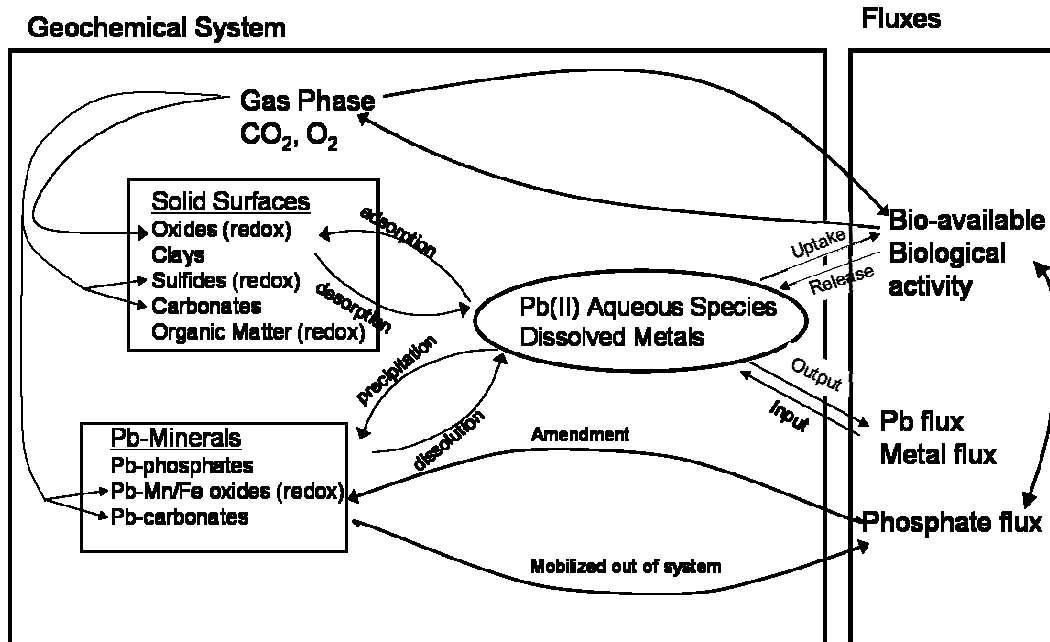 Geochemical System
Fluxes
Gas Phase
CO₂, O₂
Solid Surfaces
Oxides (redox)
Clays
Sulfides (redox)
Carbonates
Organic Matter (redox)
adsorption
desorption
Pb(II) Aqueous Species
Dissolved Metals
Uptake
Release
Bio-available
Biological
activity
precipitation
dissolution
Output
Input
Pb flux
Metal flux
Pb-Minerals
Pb-phosphates
Pb-Mn/Fe oxides (redox)
Pb-carbonates
Amendment
Phosphate flux
Mobilized out of system